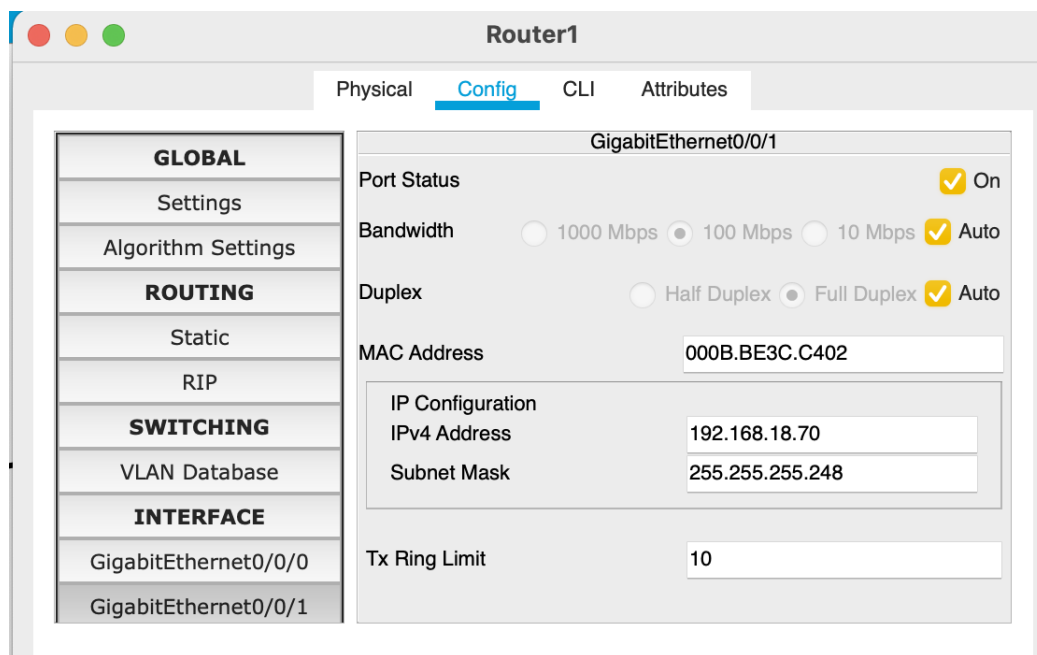 Router1
Physical Config CLI Attributes
GLOBAL
Settings
Algorithm Settings
ROUTING
Static
RIP
SWITCHING
VLAN Database
INTERFACE
GigabitEthernet0/0/0
GigabitEthernet0/0/1
GigabitEthernet0/0/1
Port Status On
Bandwidth 1000 Mbps 100 Mbps 10 Mbps Auto
Duplex Half Duplex Full Duplex Auto
MAC Address 000B.BE3C.C402
IP Configuration
IPv4 Address 192.168.18.70
Subnet Mask 255.255.255.248
Tx Ring Limit 10